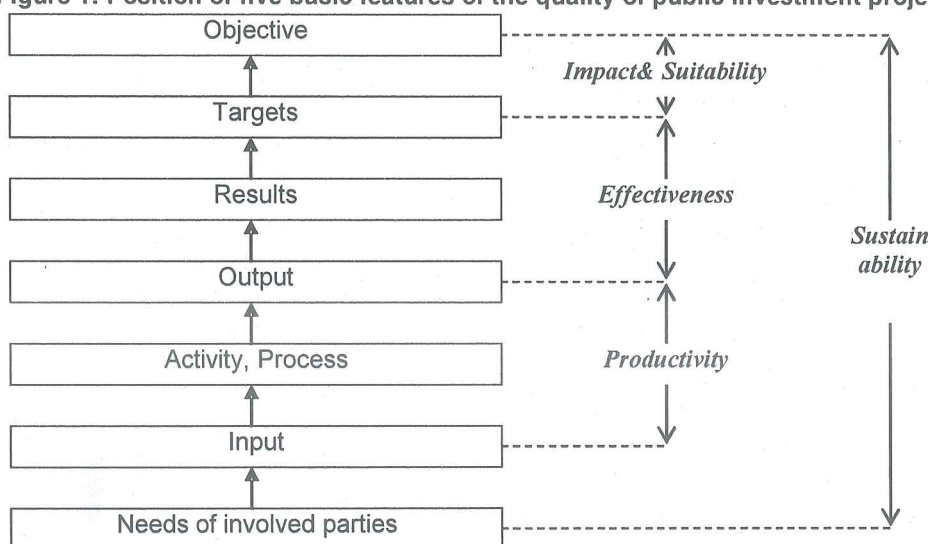 Figure 1: Position of five basic features of the quality of public investment proje
Objective
Impact& Suitability
Targets
Results
Effectiveness
Sustain
ability
Output
Activity, Process
Productivity
Input
Needs of involved parties